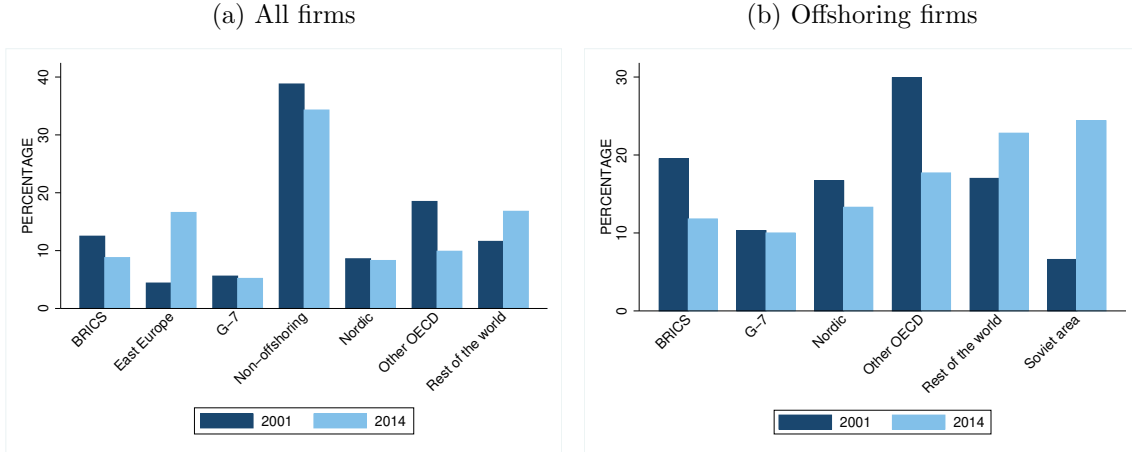 (a) All firms
(b) Offshoring firms
PERCENTAGE
40
30
20
10
0
BRICS
East Europe
G-7
Non-offshoring
Nordic
Other OECD
Rest of the world
2001
2014
PERCENTAGE
30
20
10
0
BRICS
G-7
Nordic
Other OECD
Rest of the world
Soviet area
2001
2014